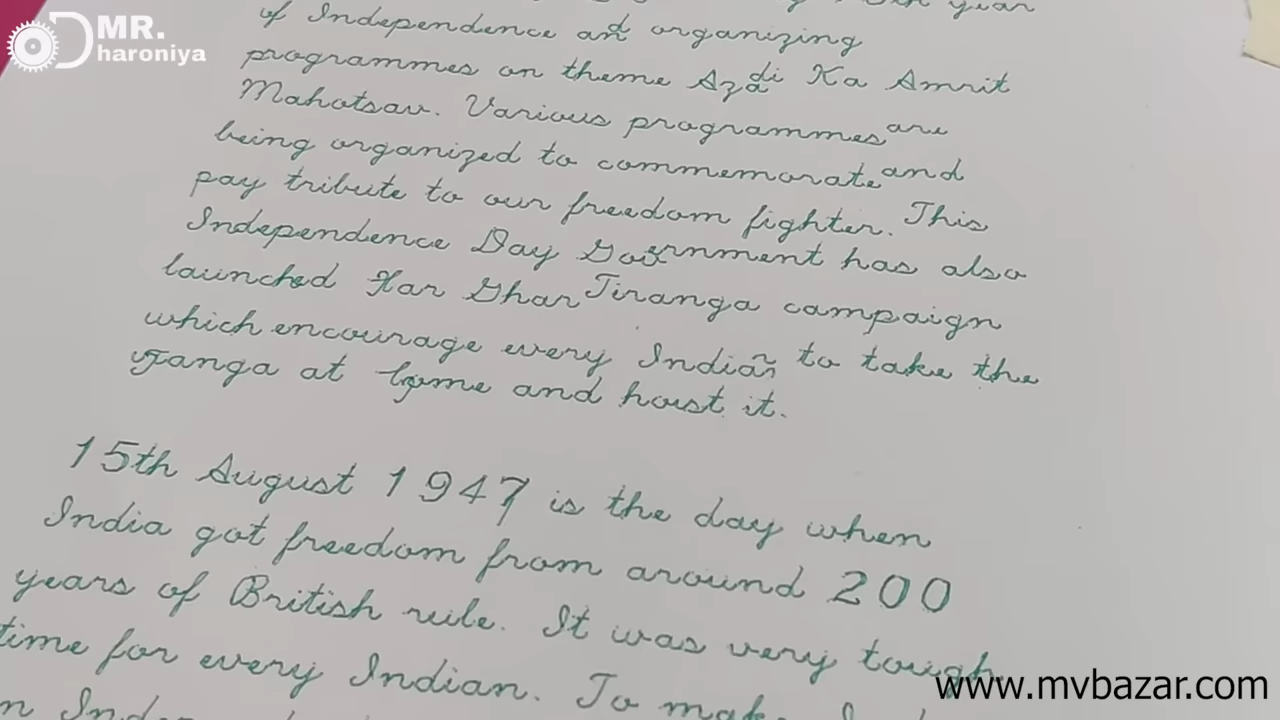 MR.
Dharoniya
year
of Independence and organizing
programmes on theme Azadi Ka Amrit
Mahotsav. Various programmes are
being organized to commemorate and
pay tribute to our freedom fighter. This
Independence Day Government has also
launched Har Ghar Tiranga campaign
which encourage every Indian to take the
at and hoist it.
15th August 1947 is the day when
India got freedom from around 200
years of British rule. It was very tough
time for every Indian. To make
www.mvbazar.com